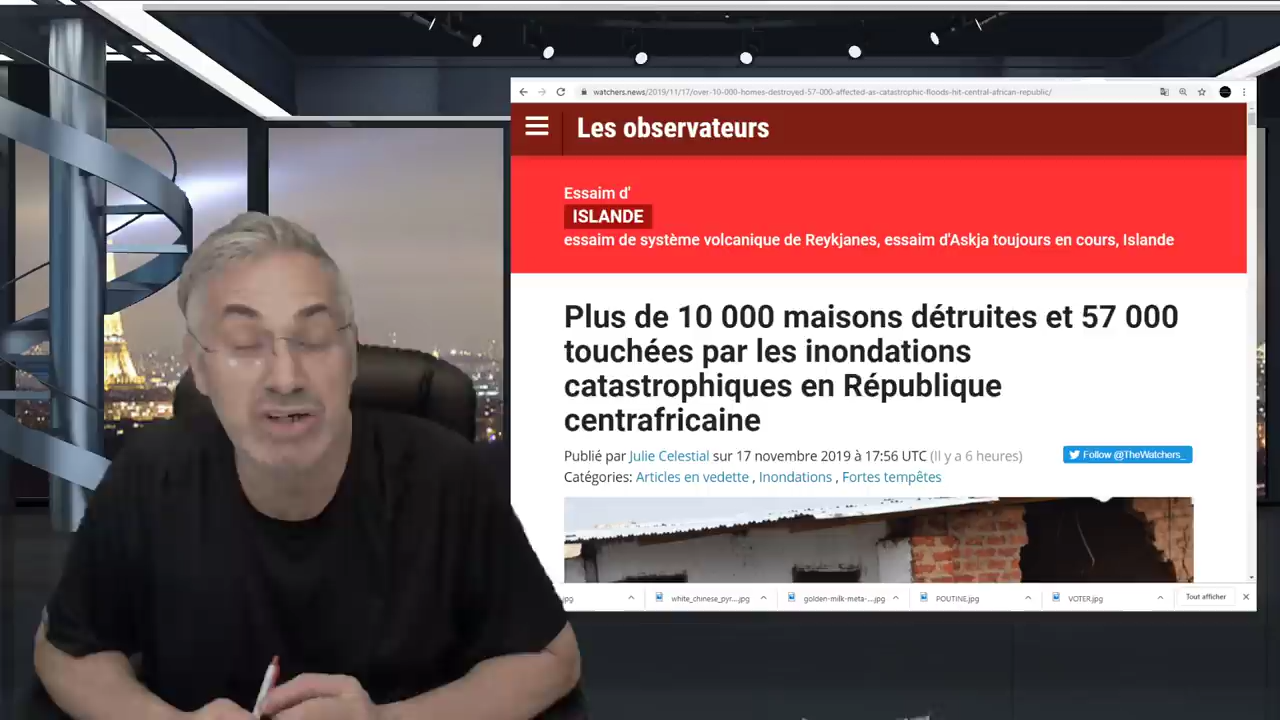 watchers.news/2019/11/17/over-10-000-homes-destroyed-57-000-affected-as-catastrophic-floods-hit-central-african-republic/
Les observateurs
Essaim d'
ISLANDE
essaim de système volcanique de Reykjanes, essaim d'Askja toujours en cours, Islande
Plus de 10 000 maisons détruites et 57 000
touchées par les inondations
catastrophiques en République
centrafricaine
Publié par Julie Celestial sur 17 novembre 2019 à 17:56 UTC (Il y a 6 heures)
Follow @TheWatchers_
Catégories: Articles en vedette , Inondations , Fortes tempêtes
.jpg
white_chinese_pyr....jpg
golden-milk-meta-....jpg
POUTINE.jpg
VOTER.jpg
Tout afficher